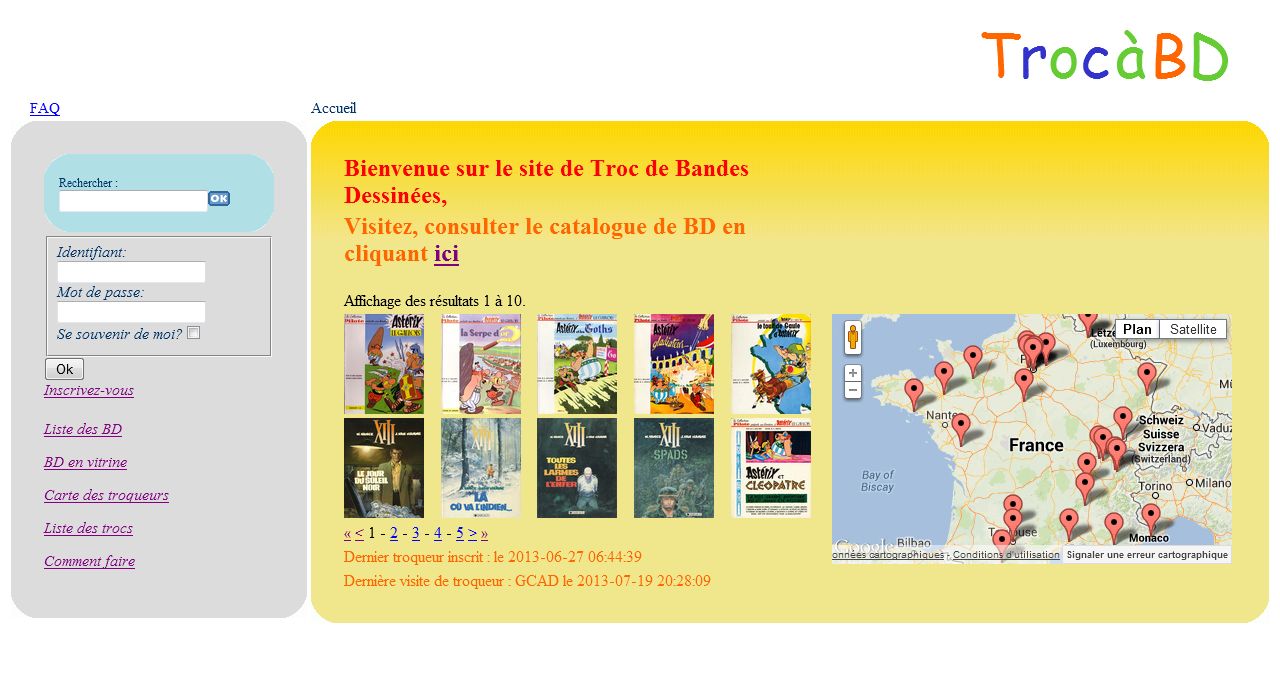 TrocàBD
FAQ
Accueil
Rechercher :
OK
Identifiant:
Mot de passe:
Se souvenir de moi?
Ok
Inscrivez-vous
Liste des BD
BD en vitrine
Carte des troqueurs
Liste des trocs
Comment faire
Bienvenue sur le site de Troc de Bandes
Dessinées,
Visitez, consulter le catalogue de BD en
cliquant ici
Affichage des résultats 1 à 10.
Pilote
Astérix
LE GAULOIS
Pilote
la Serpe d'or
Pilote
Astérix et les Goths
Pilote
Astérix
gladiateur
Pilote
le tour de Gaule
d'Astérix
XIII
LE JOUR
DU SOLEIL
NOIR
XIII
LÀ
OÙ VA L'INDIEN...
XIII
TOUTES
LES LARMES
DE L'ENFER
XIII
SPADS
Astérix
ET
CLÉOPATRE
« < 1 - 2 - 3 - 4 - 5 > »
Dernier troqueur inscrit : le 2013-06-27 06:44:39
Dernière visite de troqueur : GCAD le 2013-07-19 20:28:09
Plan
Satellite
(Luxembourg)
Nantes
France
Schweiz
Suisse
Svizzera
(Switzerland)
Vaduz
Bay of
Biscay
Torino
Milano
Bilbao
Monaco
Google
onnées cartographiques - Conditions d'utilisation
Signaler une erreur cartographique